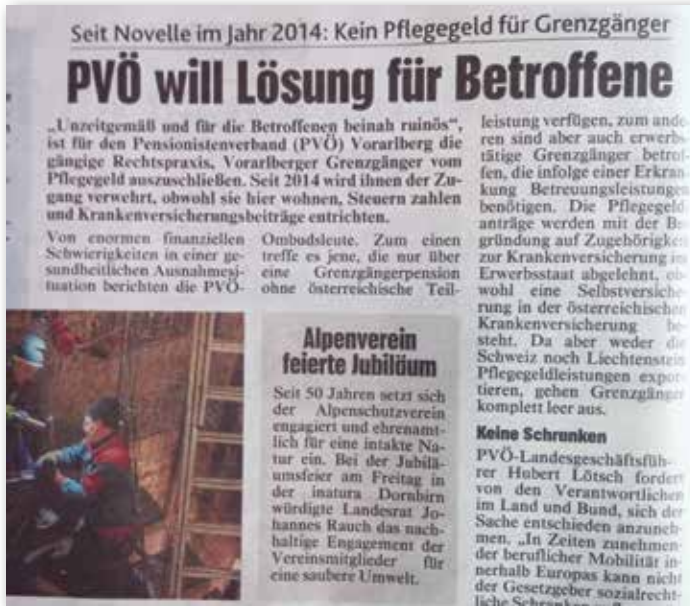 Seit Novelle im Jahr 2014: Kein Pflegegeld für Grenzgänger
PVÖ will Lösung für Betroffene
„Unzeitgemäß und für die Betroffenen beinah ruinös“,
ist für den Pensionistenverband (PVÖ) Vorarlberg die
gängige Rechtspraxis, Vorarlberger Grenzgänger vom
Pflegegeld auszuschließen. Seit 2014 wird ihnen der Zu-
gang verwehrt, obwohl sie hier wohnen, Steuern zahlen
und Krankenversicherungsbeiträge entrichten.
Von enormen finanziellen
Schwierigkeiten in einer ge-
sundheitlichen Ausnahmesi-
tuation berichten die PVÖ-
Ombudsleute. Zum einen
treffe es jene, die nur über
eine Grenzgängerpension
ohne österreichische Teil-
leistung verfügen, zum ande
ren sind aber auch erwerbs
tätige Grenzgänger betrof
fen, die infolge einer Erkran
kung Betreuungsleistungen
benötigen. Die Pflegegeld
anträge werden mit der Be
gründung auf Zugehörigkei
zur Krankenversicherung im
Erwerbsstaat abgelehnt, ob
wohl eine Selbstversiche
rung in der österreichischen
Krankenversicherung be
steht. Da aber weder die
Schweiz noch Liechtenstein
Pflegegeldleistungen expor
tieren, gehen Grenzgänger
komplett leer aus.
Keine Schranken
PVÖ-Landesgeschäftsfüh-
rer Hubert Lötsch fordert
von den Verantwortlichen
im Land und Bund, sich der
Sache entschieden anzuneh-
men. „In Zeiten zunehmen-
der beruflicher Mobilität in-
nerhalb Europas kann nicht
der Gesetzgeber sozialrecht-
liche Schranken
Alpenverein
feierte Jubiläum
Seit 50 Jahren setzt sich
der Alpenschutzverein
engagiert und ehrenamt-
lich für eine intakte Na-
tur ein. Bei der Jubilä-
umsfeier am Freitag in
der inatura Dornbirn
würdigte Landesrat Jo-
hannes Rauch das nach-
haltige Engagement der
Vereinsmitglieder für
eine saubere Umwelt.